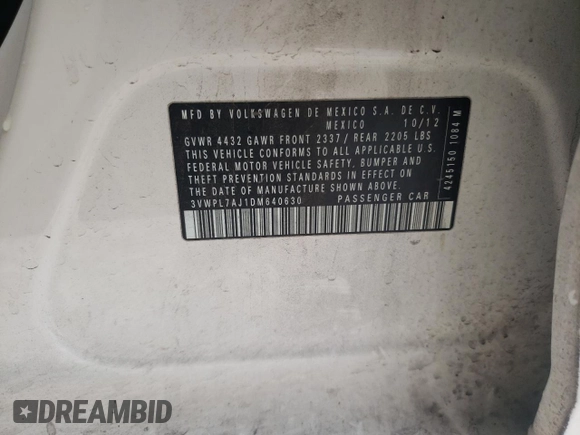 MFD BY VOLKSWAGEN DE MEXICO S.A. DE C.V.
MEXICO 10/12
GVWR 4432 GAWR FRONT 2337/ REAR 2205 LBS
THIS VEHICLE CONFORMS TO ALL APPLICABLE U.S.
FEDERAL MOTOR VEHICLE SAFETY, BUMPER AND
THEFT PREVENTION STANDARDS IN EFFECT ON
THE DATE OF MANUFACTURE SHOWN ABOVE.
3VWPL7AJ1DM640630 PASSENGER CAR
4245150 1084 M
DREAMBID